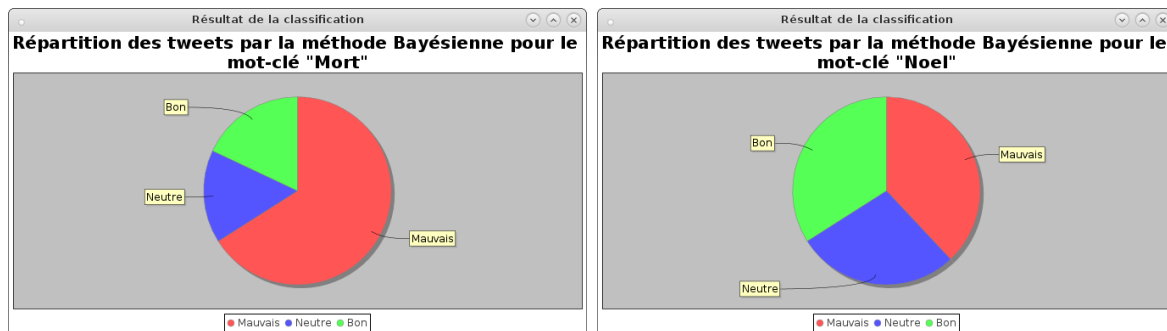 Résultat de la classification
Répartition des tweets par la méthode Bayésienne pour le
mot-clé "Mort"
Bon
Neutre
Mauvais
Mauvais Neutre Bon
Résultat de la classification
Répartition des tweets par la méthode Bayésienne pour le
mot-clé "Noel"
Bon
Mauvais
Neutre
Mauvais Neutre Bon